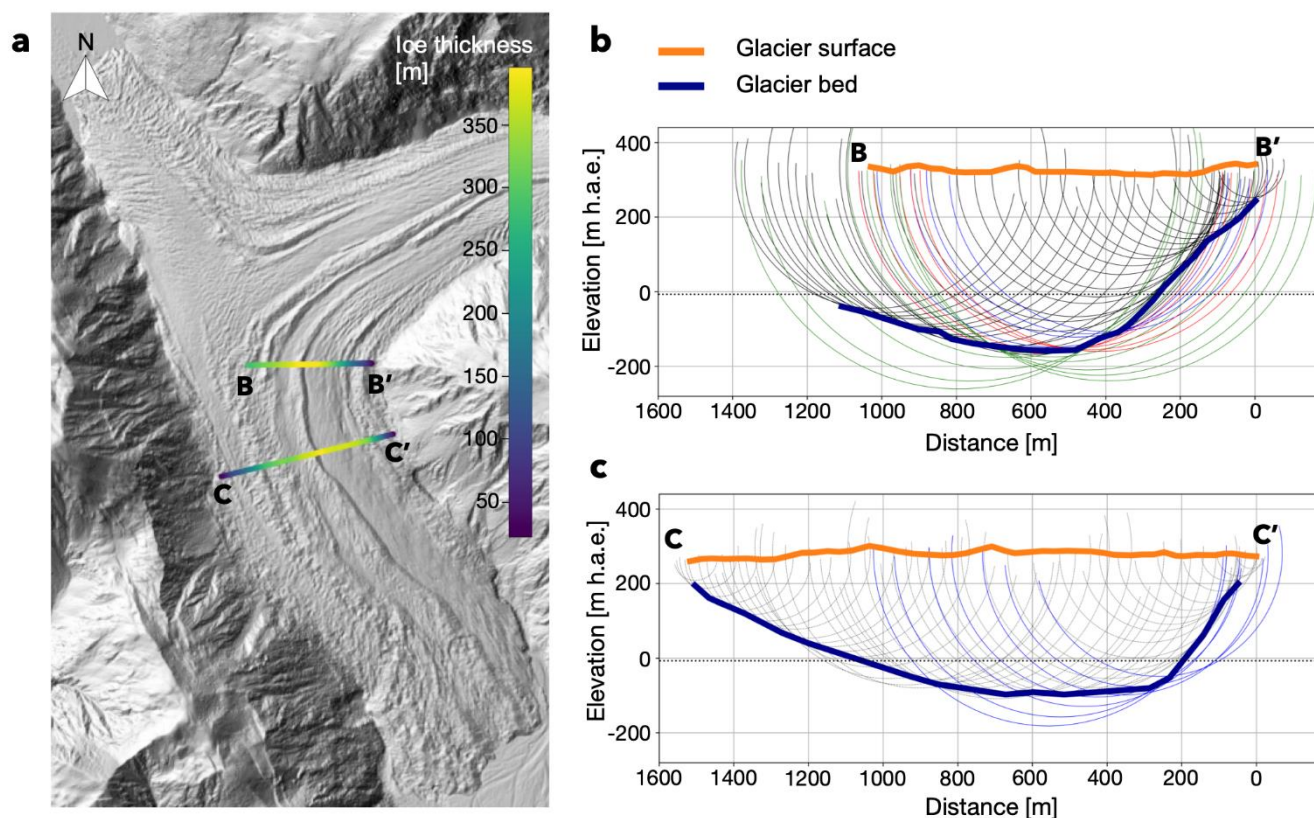 a
N
Ice thickness
[m]
350
300
250
200
150
100
50
B
B'
C
C'
b
Glacier surface
Glacier bed
B
B'
Elevation [m h.a.e.]
400
200
0
-200
1600 1400 1200 1000 800 600 400 200 0
Distance [m]
c
C
C'
Elevation [m h.a.e.]
400
200
0
-200
1600 1400 1200 1000 800 600 400 200 0
Distance [m]